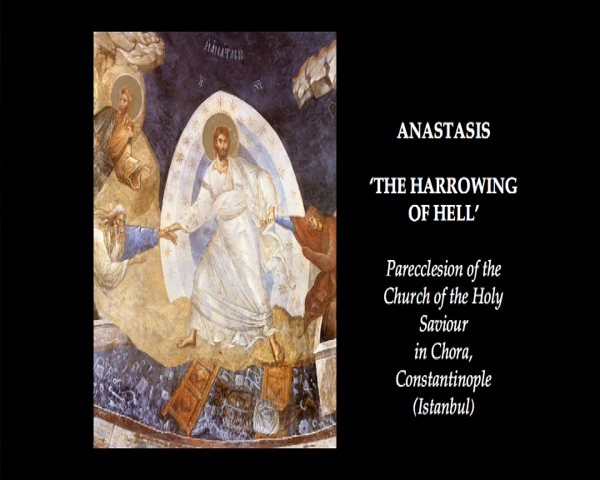 ANASTASIS
‘THE HARROWING
OF HELL’
Parecclesion of the
Church of the Holy
Saviour
in Chora,
Constantinople
(Istanbul)